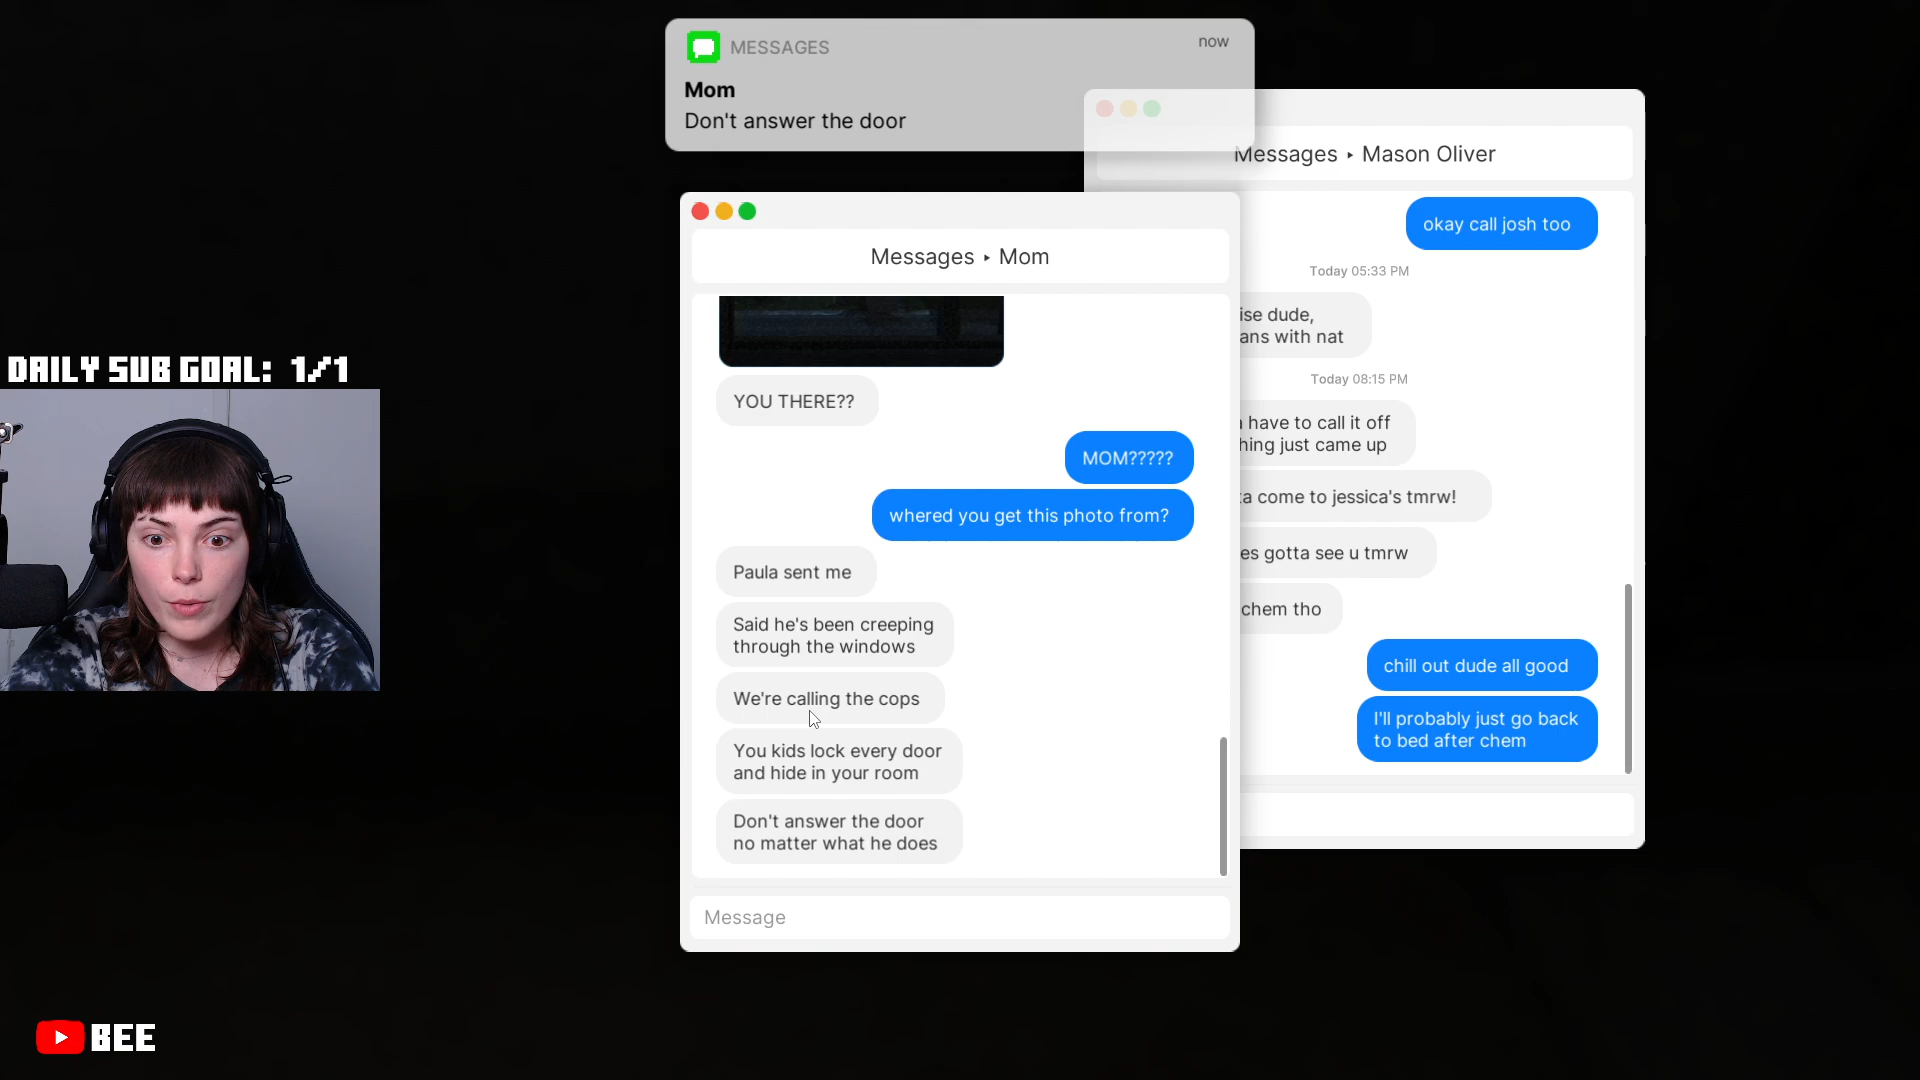 MESSAGES
now
Mom
Don't answer the door
Messages ‣ Mason Oliver
okay call josh too
Today 05:33 PM
ise dude,
ans with nat
Today 08:15 PM
have to call it off
hing just came up
a come to jessica's tmrw!
es gotta see u tmrw
chem tho
chill out dude all good
I'll probably just go back
to bed after chem
Messages ‣ Mom
YOU THERE??
MOM?????
whered you get this photo from?
Paula sent me
Said he's been creeping
through the windows
We're calling the cops
You kids lock every door
and hide in your room
Don't answer the door
no matter what he does
Message
DAILY SUB GOAL: 1/1
BEE